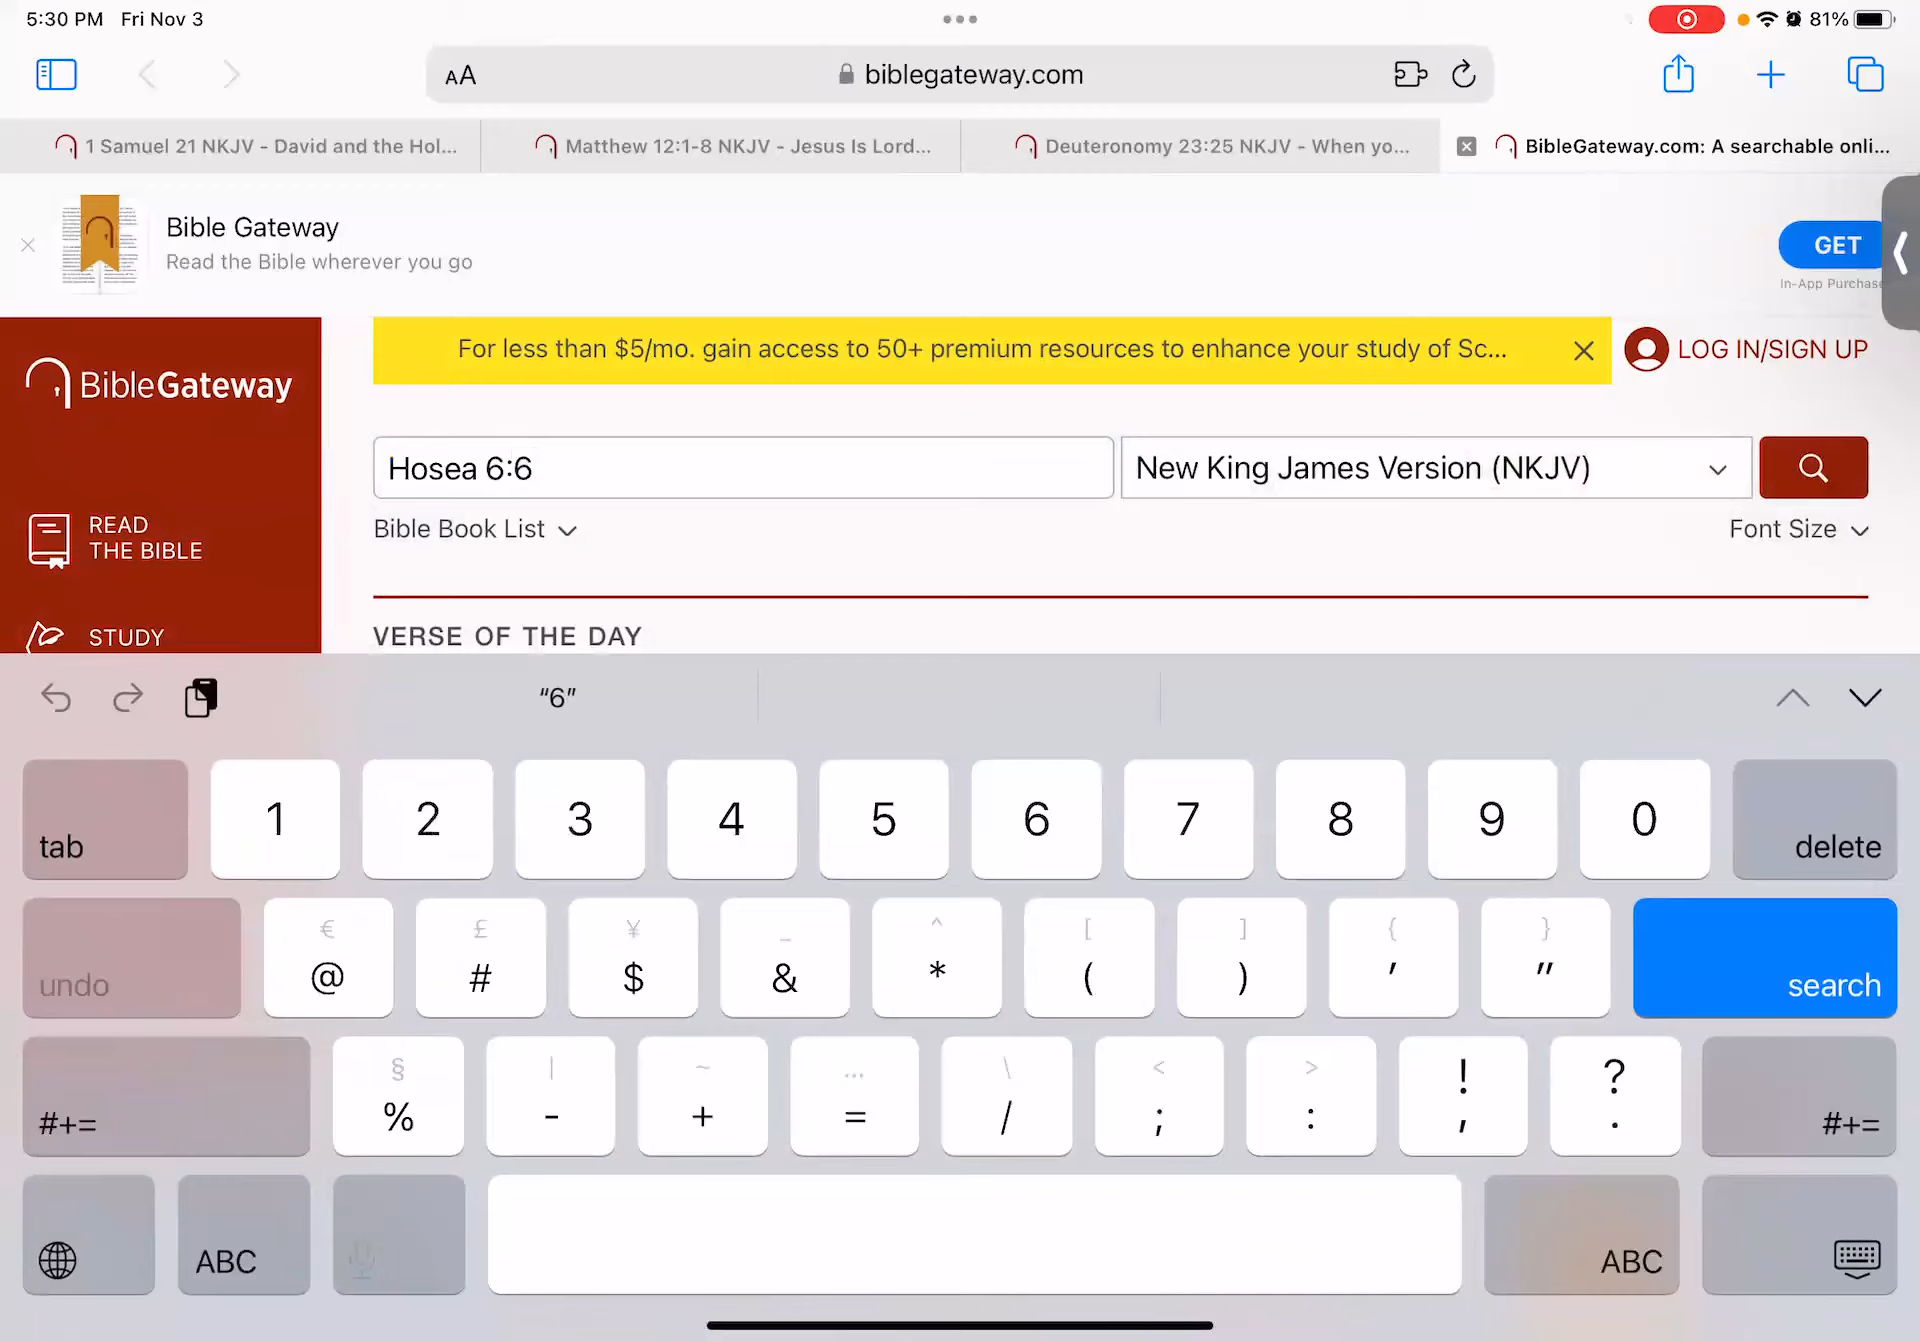 5:30 PM Fri Nov 3
81%
AA
biblegateway.com
1 Samuel 21 NKJV - David and the Hol...
Matthew 12:1-8 NKJV - Jesus Is Lord...
Deuteronomy 23:25 NKJV - When yo...
BibleGateway.com: A searchable onli...
Bible Gateway
Read the Bible wherever you go
GET
In-App Purchase
BibleGateway
For less than $5/mo. gain access to 50+ premium resources to enhance your study of Sc...
LOG IN/SIGN UP
Hosea 6:6
New King James Version (NKJV)
Bible Book List
Font Size
READ
THE BIBLE
STUDY
VERSE OF THE DAY
“6”
tab 1 2 3 4 5 6 7 8 9 0 delete
€ £ ¥ _ ^ [ ] { }
undo @ # $ & * ( ) ' " search
§ | ~ … \ < > ! ?
#+= % - + = / ; : , . #+=
ABC ABC